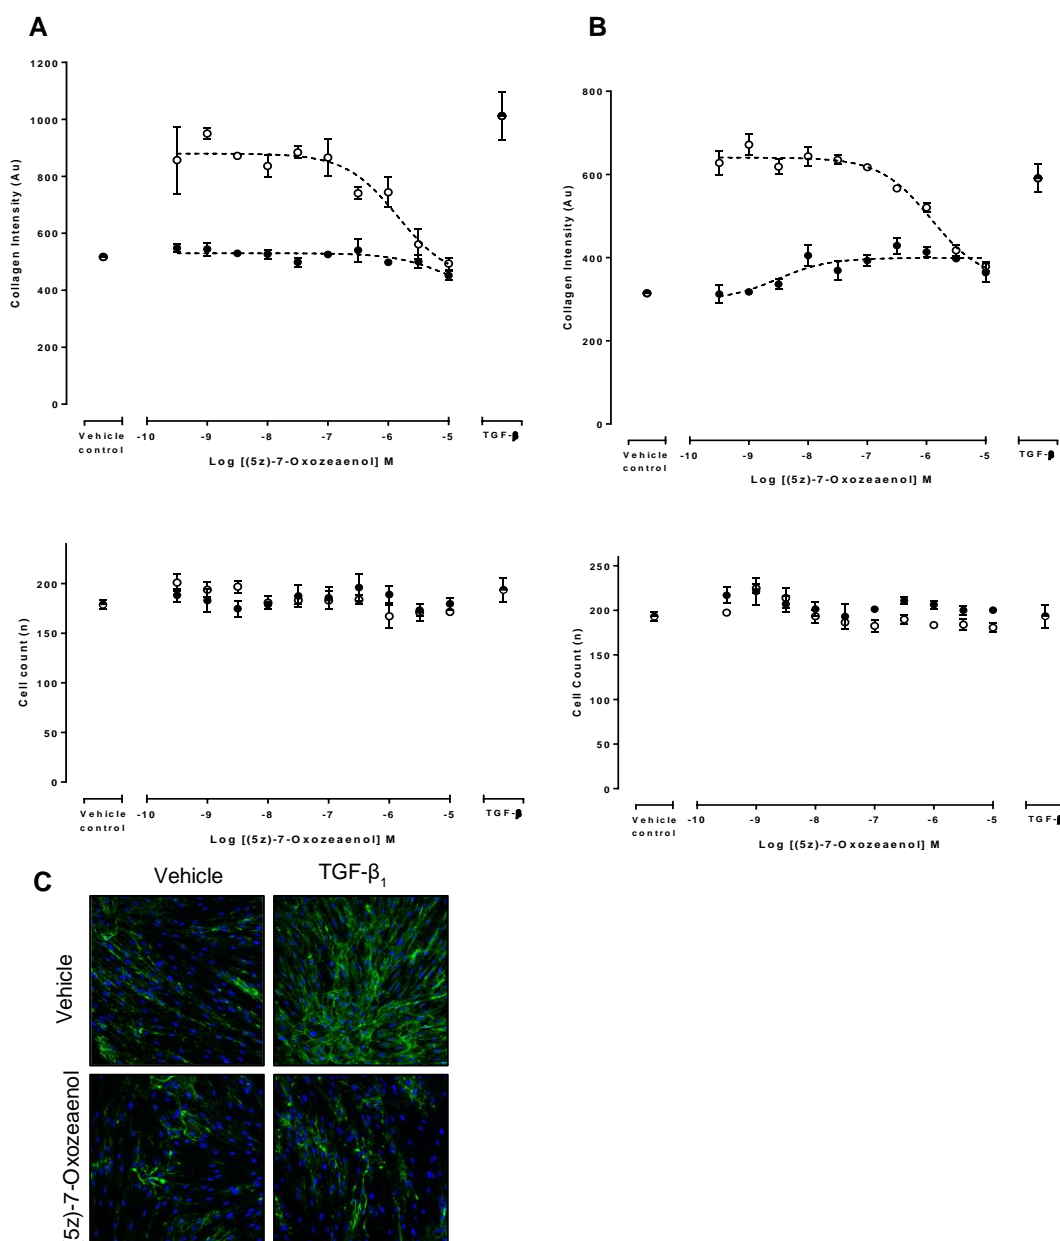 A
B
Collagen Intensity (Au)
1200
1000
800
600
400
200
0
Vehicle
control
-10
-9
-8
-7
-6
-5
TGF-β
Log [(5z)-7-Oxozeaenol] M
Collagen Intensity (Au)
800
600
400
200
0
Vehicle
control
-10
-9
-8
-7
-6
-5
TGF-β
Log [(5z)-7-Oxozeaenol] M
Cell count (n)
200
150
100
50
0
Vehicle
control
-10
-9
-8
-7
-6
-5
TGF-β
Log [(5z)-7-Oxozeaenol] M
Cell Count (n)
250
200
150
100
50
0
Vehicle
control
-10
-9
-8
-7
-6
-5
TGF-β
Log [(5z)-7-Oxozeaenol] M
C
Vehicle
TGF-β₁
Vehicle
5z)-7-Oxozeaenol